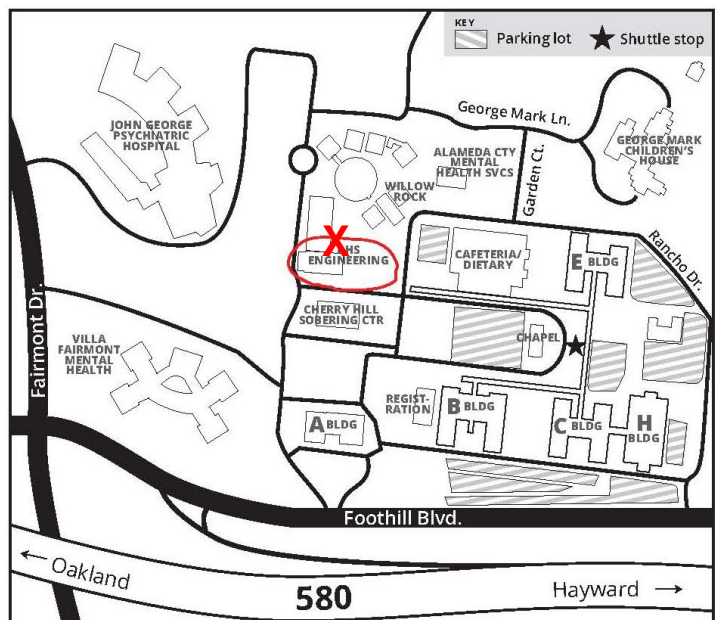 KEY
Parking lot
Shuttle stop
George Mark Ln.
JOHN GEORGE
PSYCHIATRIC
HOSPITAL
GEORGE MARK
CHILDREN'S
HOUSE
ALAMEDA CTY
MENTAL
HEALTH SVCS
WILLOW
ROCK
Garden Ct.
Rancho Dr.
X
HS
ENGINEERING
CAFETERIA/
DIETARY
E BLDG
CHERRY HILL
SOBERING CTR
CHAPEL
Fairmont Dr.
VILLA
FAIRMONT
MENTAL
HEALTH
REGIST-
RATION
A BLDG
B BLDG
C BLDG
H
BLDG
Foothill Blvd.
← Oakland
580
Hayward →